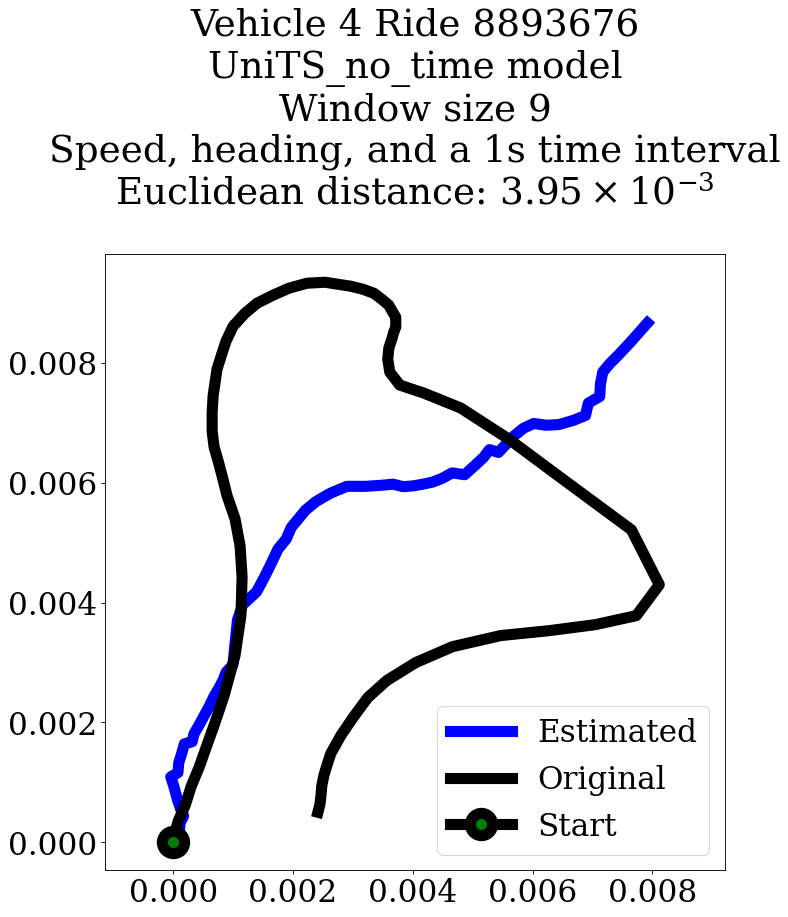 Vehicle 4 Ride 8893676
UniTS_no_time model
Window size 9
Speed, heading, and a 1s time interval
Euclidean distance: 3.95 × 10⁻³
0.008
0.006
0.004
0.002
0.000
Estimated
Original
Start
0.000 0.002 0.004 0.006 0.008